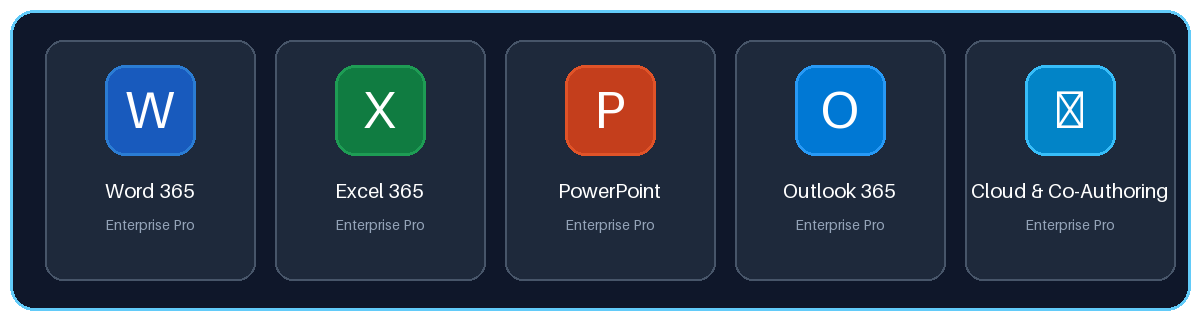 W
Word 365
Enterprise Pro
X
Excel 365
Enterprise Pro
P
PowerPoint
Enterprise Pro
O
Outlook 365
Enterprise Pro
Cloud & Co-Authoring
Enterprise Pro